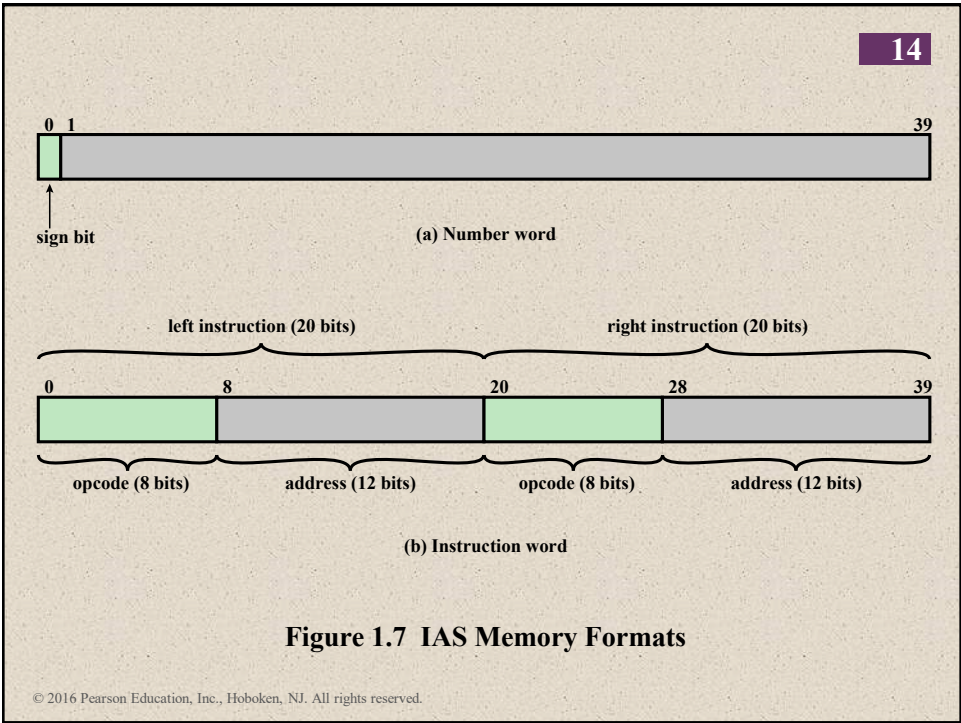 14
0 1 39
sign bit
(a) Number word
left instruction (20 bits) right instruction (20 bits)
0 8 20 28 39
opcode (8 bits) address (12 bits) opcode (8 bits) address (12 bits)
(b) Instruction word
Figure 1.7 IAS Memory Formats
© 2016 Pearson Education, Inc., Hoboken, NJ. All rights reserved.